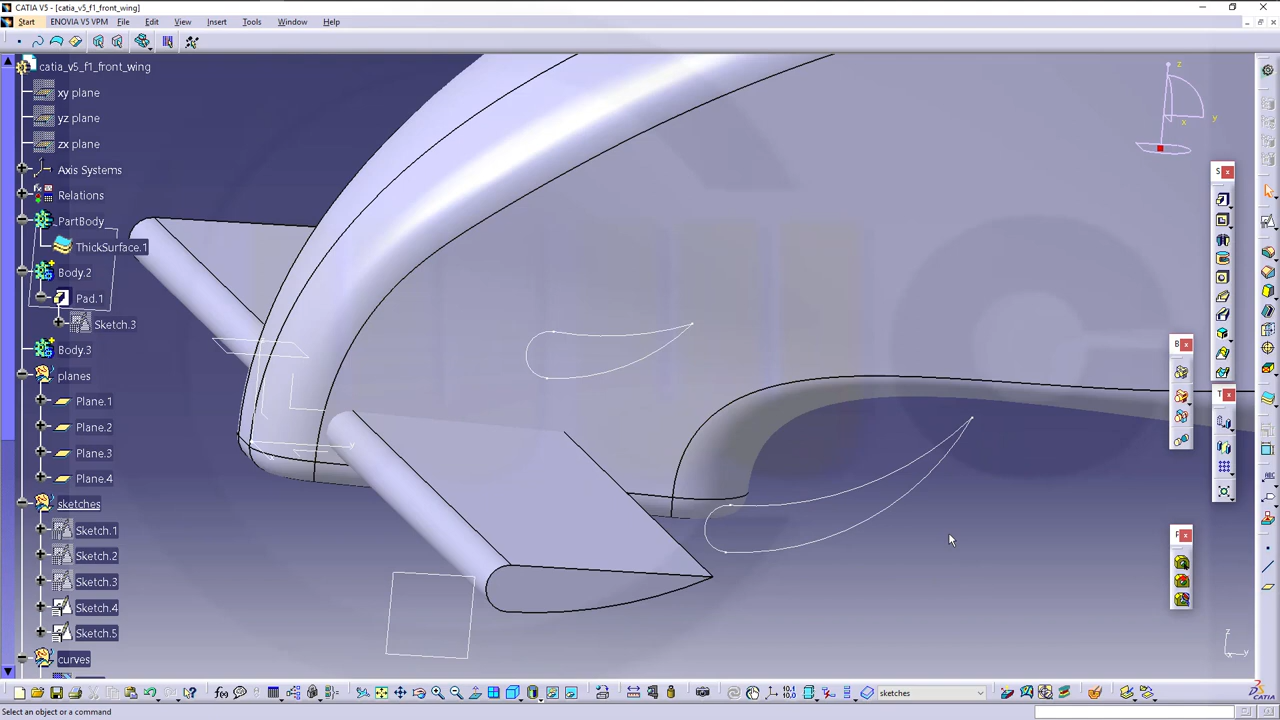 CATIA V5 - [catia_v5_f1_front_wing]
Start
ENOVIA V5 VPM
File
Edit
View
Insert
Tools
Window
Help
catia_v5_f1_front_wing
xy plane
yz plane
zx plane
Axis Systems
Relations
PartBody
ThickSurface.1
Body.2
Pad.1
Sketch.3
Body.3
planes
Plane.1
Plane.2
Plane.3
Plane.4
sketches
Sketch.1
Sketch.2
Sketch.3
Sketch.4
Sketch.5
curves
z
y
x
S
B
T
F
z
x
y
f(x)
10.1
sketches
CATIA
Select an object or a command